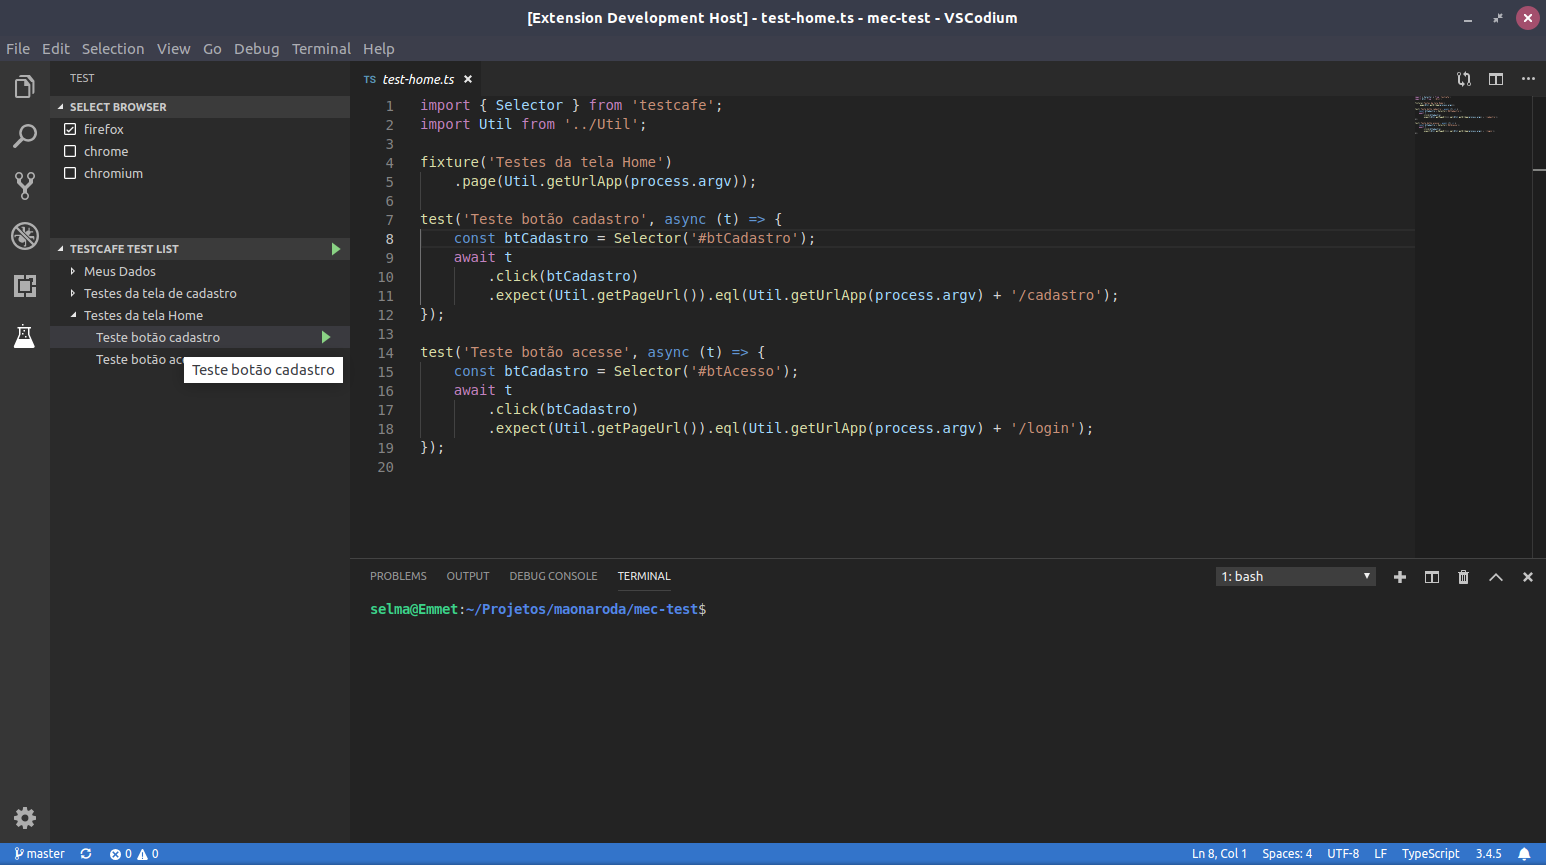 [Extension Development Host] - test-home.ts - mec-test - VSCodium
File Edit Selection View Go Debug Terminal Help
TEST
SELECT BROWSER
firefox
chrome
chromium
TESTCAFE TEST LIST
Meus Dados
Testes da tela de cadastro
Testes da tela Home
Teste botão cadastro
Teste botão
Teste botão cadastro
TS test-home.ts
1 import { Selector } from 'testcafe';
2 import Util from '../Util';
3
4 fixture('Testes da tela Home')
5 .page(Util.getUrlApp(process.argv));
6
7 test('Teste botão cadastro', async (t) => {
8 const btCadastro = Selector('#btCadastro');
9 await t
10 .click(btCadastro)
11 .expect(Util.getPageUrl()).eql(Util.getUrlApp(process.argv) + '/cadastro');
12 });
13
14 test('Teste botão acesse', async (t) => {
15 const btCadastro = Selector('#btAcesso');
16 await t
17 .click(btCadastro)
18 .expect(Util.getPageUrl()).eql(Util.getUrlApp(process.argv) + '/login');
19 });
20
PROBLEMS OUTPUT DEBUG CONSOLE TERMINAL
1: bash
selma@Emmet:~/Projetos/maonaroda/mec-test$
master 0 0
Ln 8, Col 1 Spaces: 4 UTF-8 LF TypeScript 3.4.5